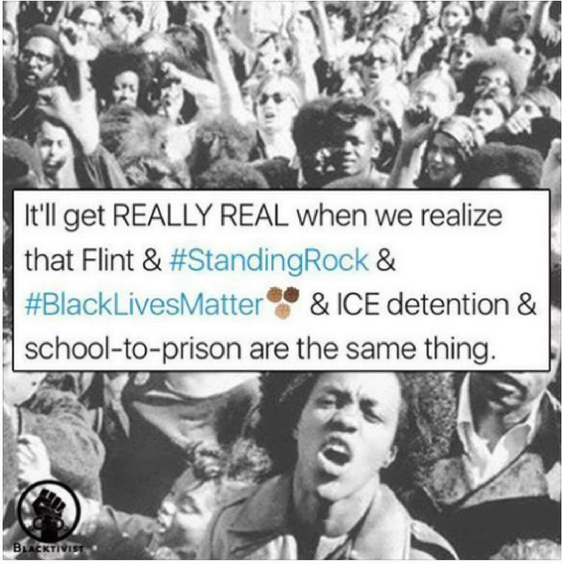 It'll get REALLY REAL when we realize
that Flint & #StandingRock &
#BlackLivesMatter✊🏾✊🏿✊🏽 & ICE detention &
school-to-prison are the same thing.
BLACKTIVIST